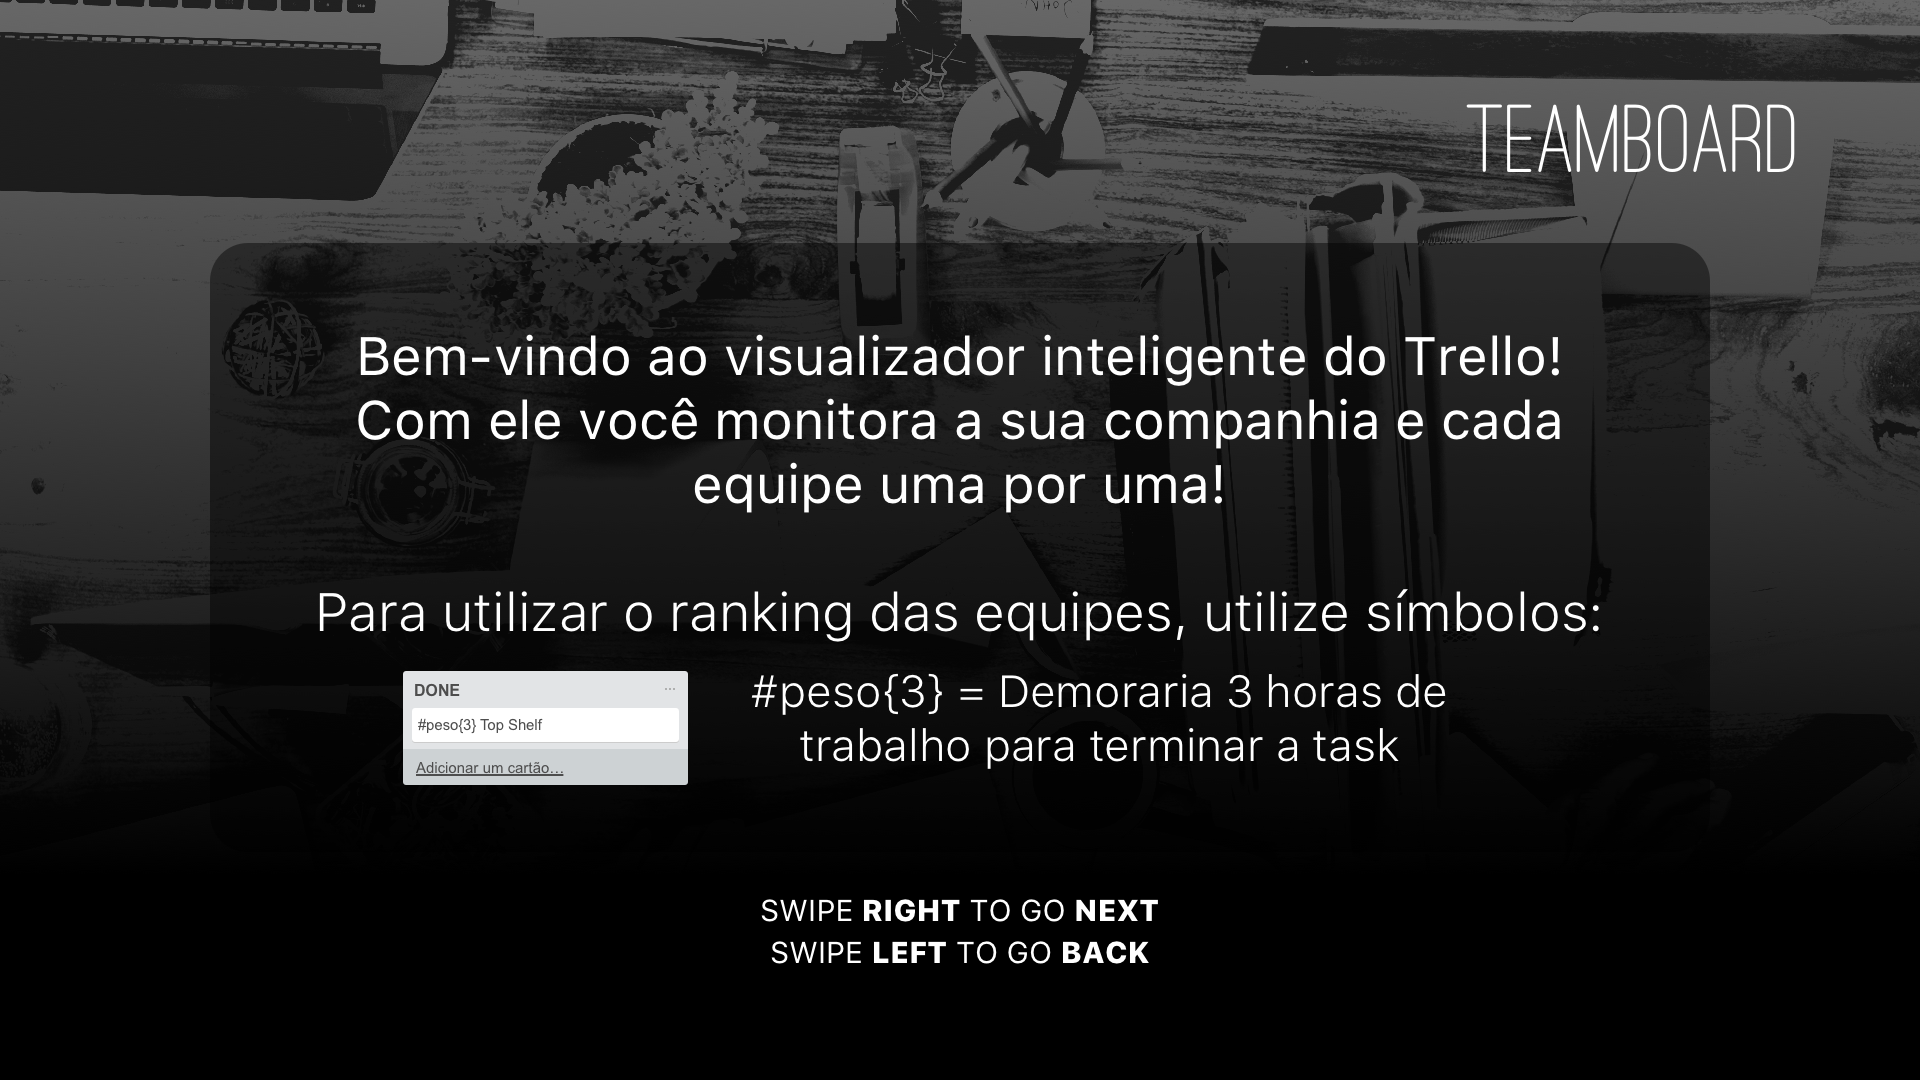 TEAMBOARD
Bem-vindo ao visualizador inteligente do Trello!
Com ele você monitora a sua companhia e cada
equipe uma por uma!
Para utilizar o ranking das equipes, utilize símbolos:
DONE ...
#peso{3} Top Shelf
Adicionar um cartão...
#peso{3} = Demoraria 3 horas de
trabalho para terminar a task
SWIPE RIGHT TO GO NEXT
SWIPE LEFT TO GO BACK